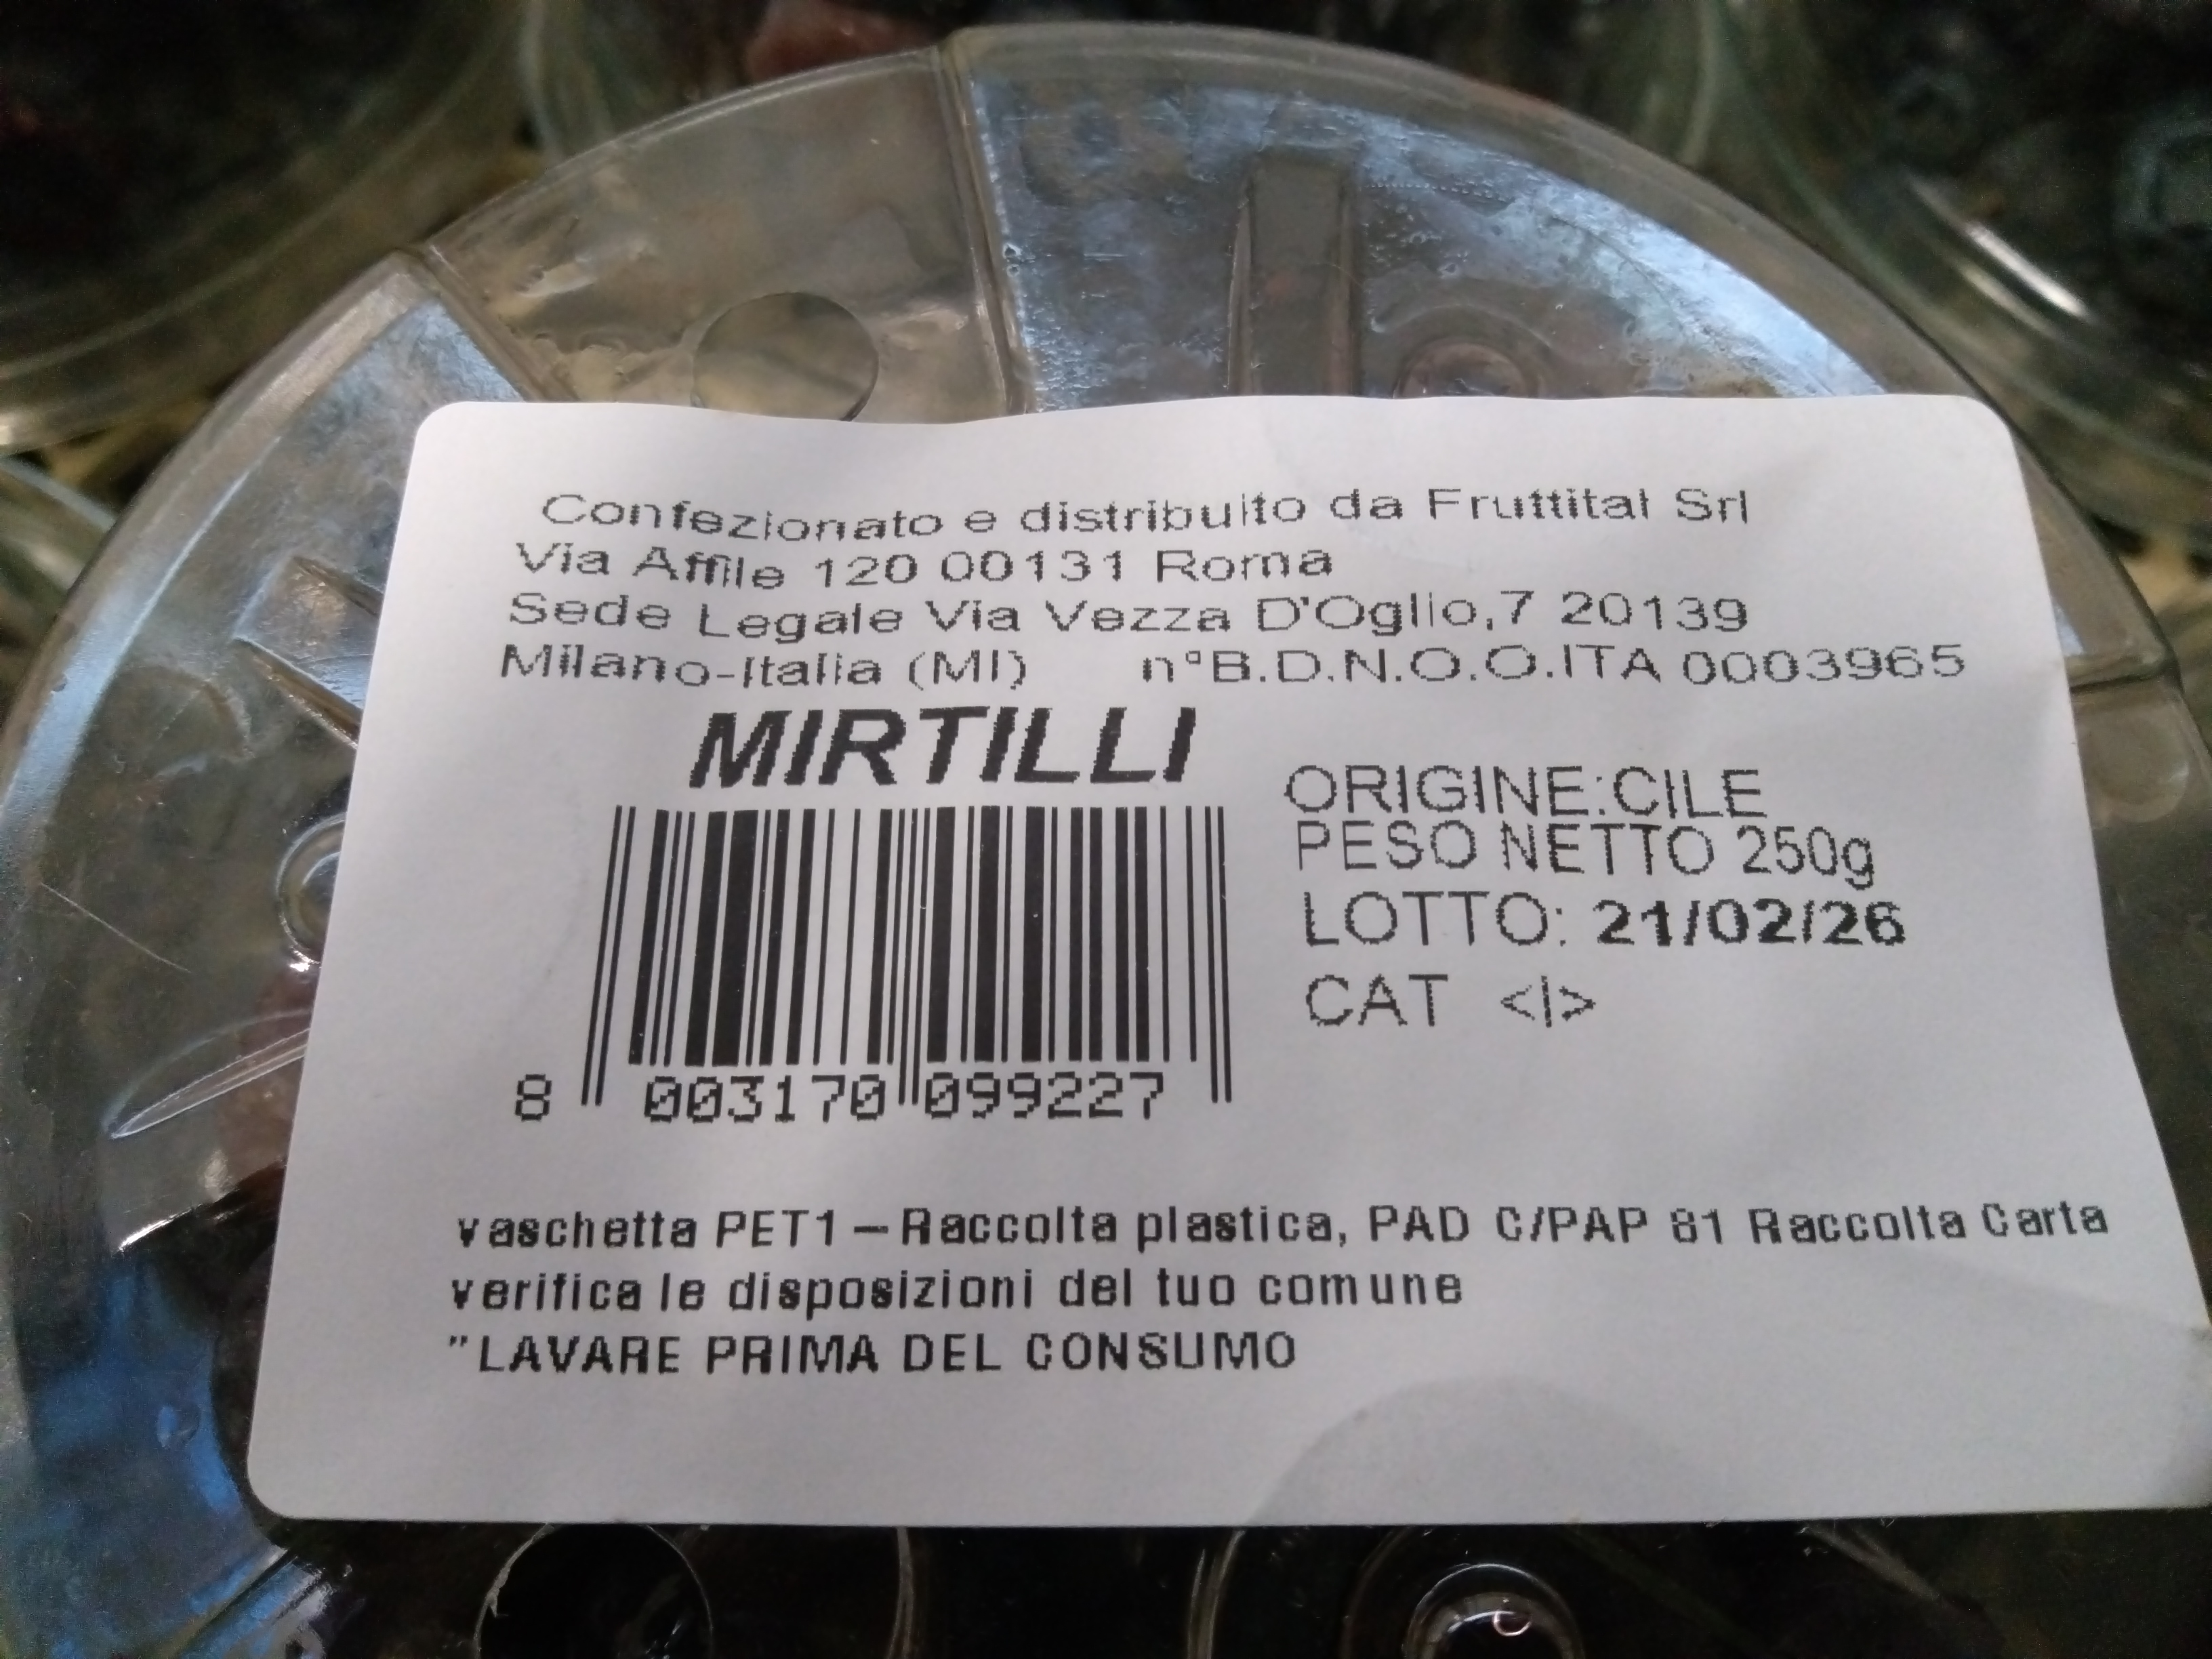 Confezionato e distribuito da Fruttital Srl
Via Affile 120 00131 Roma
Sede Legale Via Vezza D'Oglio,7 20139
Milano-Italia (MI) n°B.D.N.O.O.ITA 0003965
MIRTILLI
ORIGINE:CILE
PESO NETTO 250g
LOTTO: 21/02/26
CAT <I>
8 003170 099227
vaschetta PET1 – Raccolta plastica, PAD C/PAP 81 Raccolta Carta
verifica le disposizioni del tuo comune
"LAVARE PRIMA DEL CONSUMO